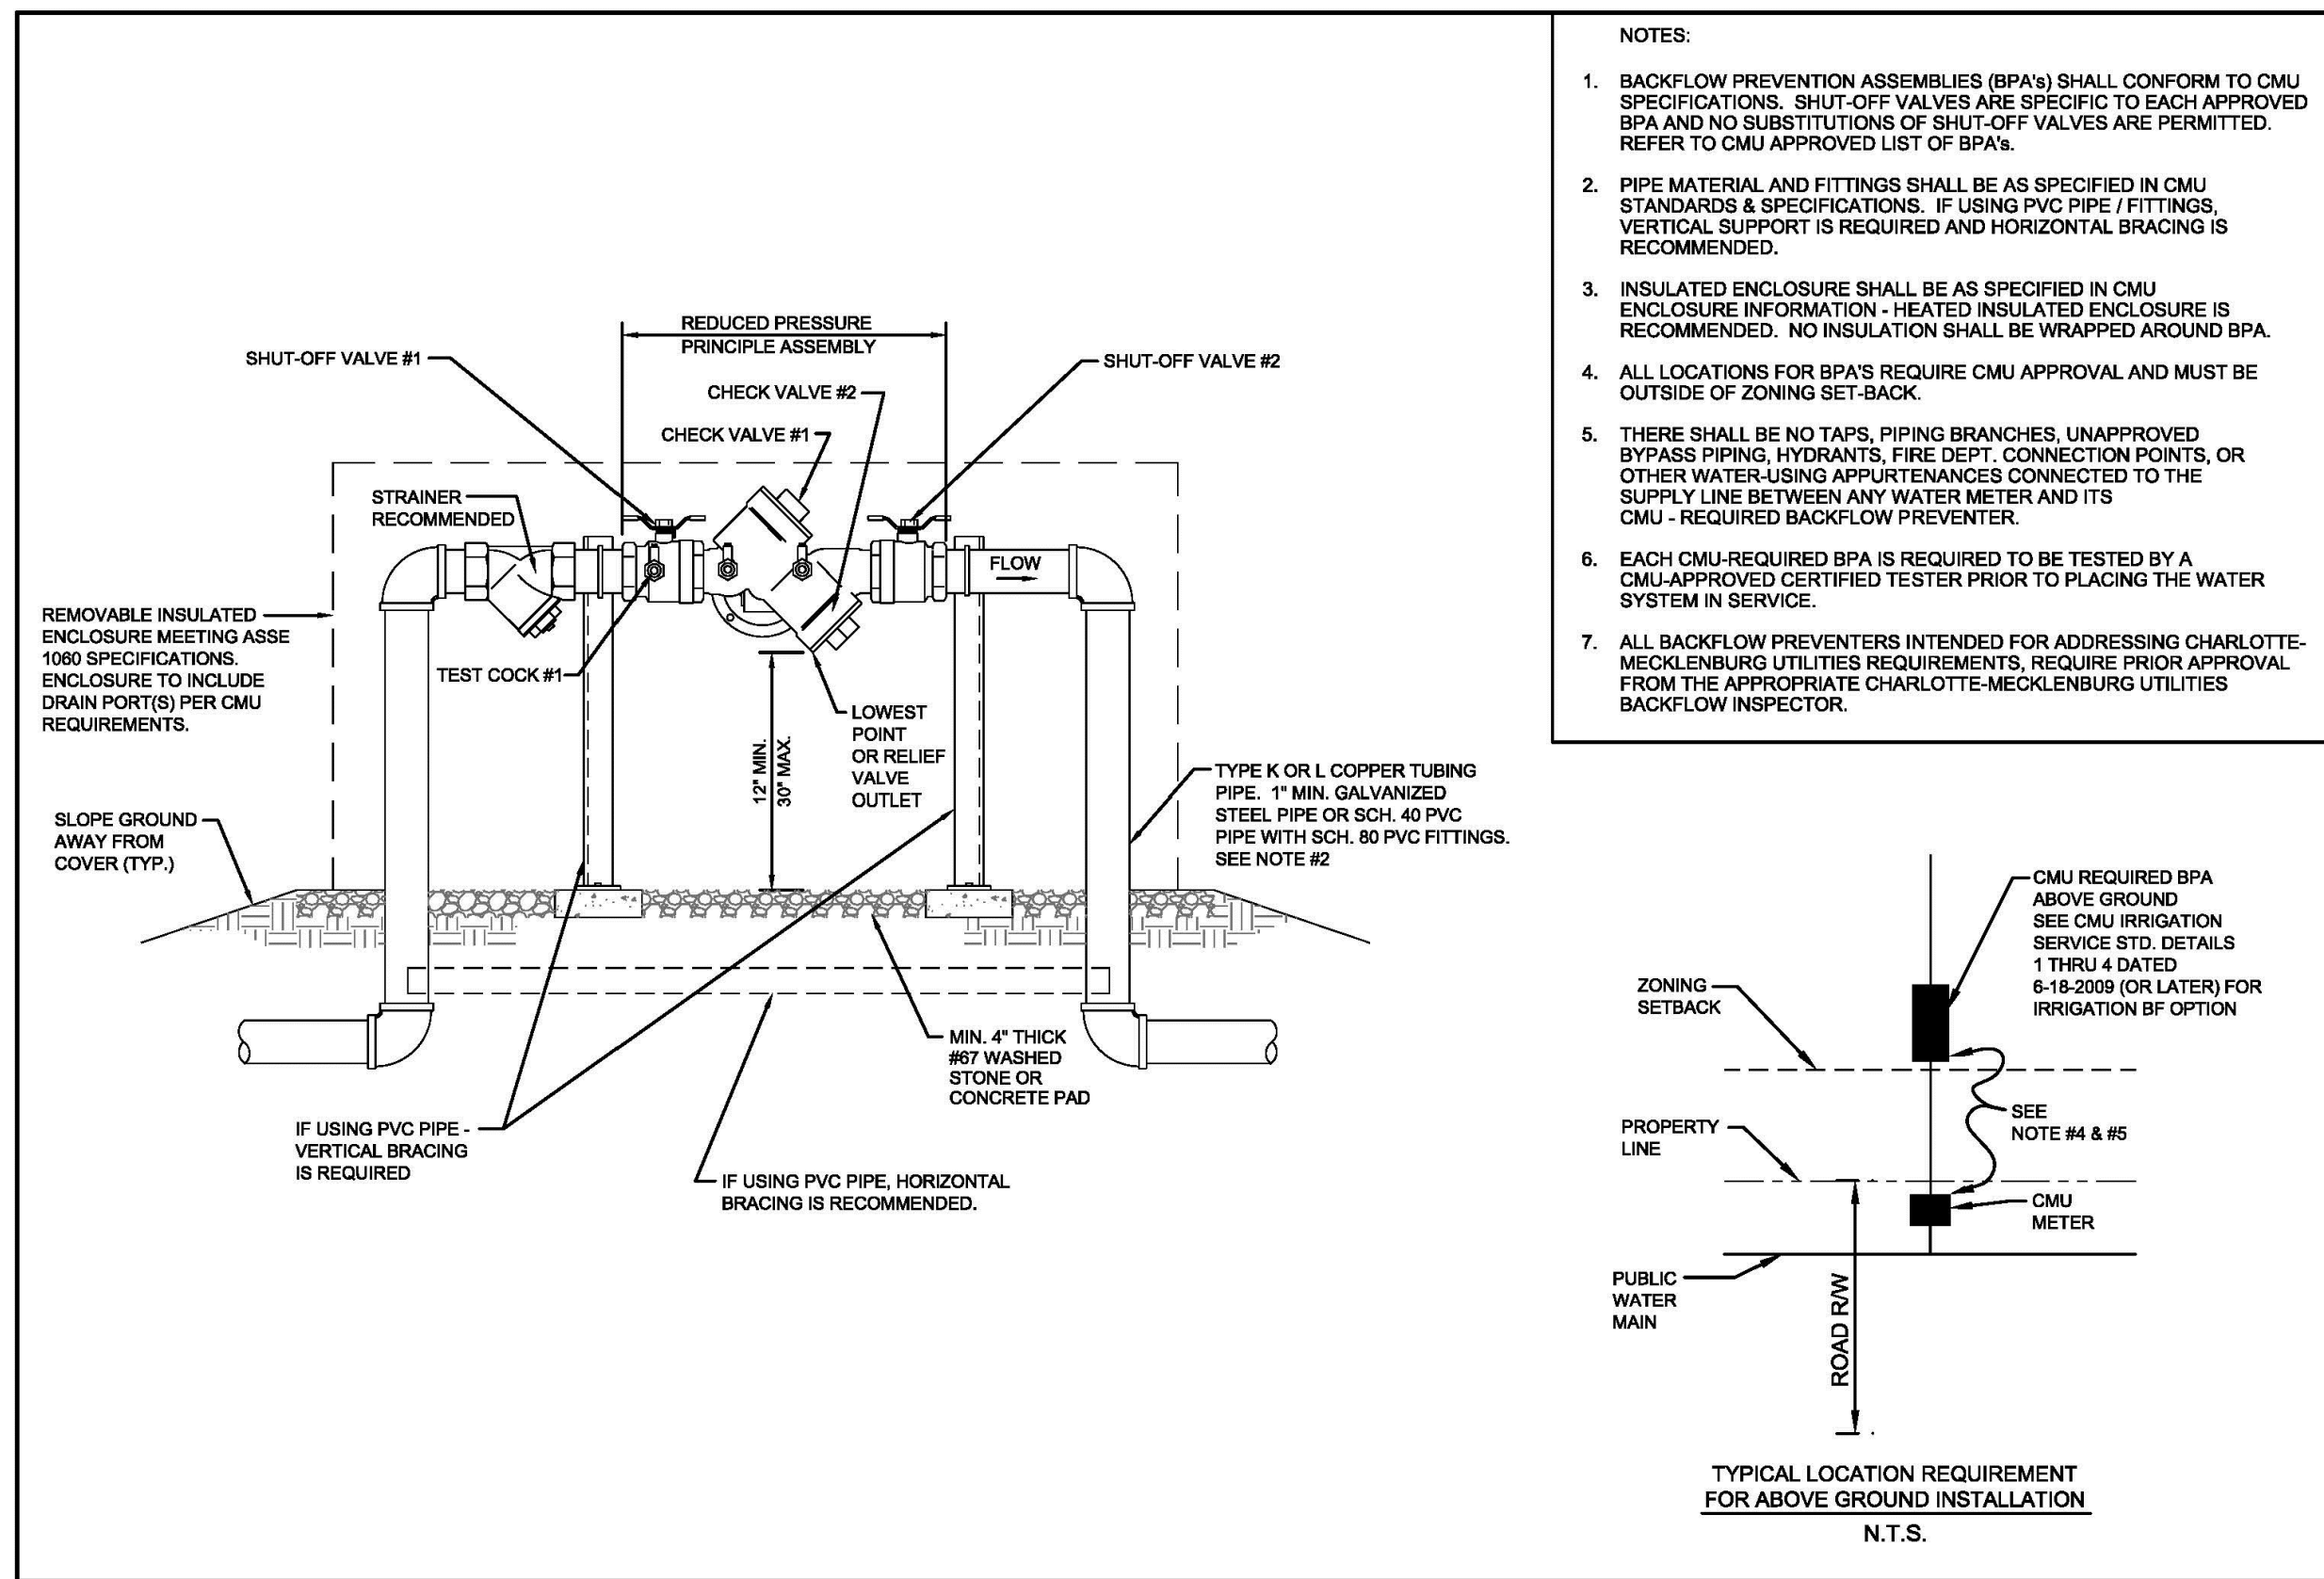 REDUCED PRESSURE
PRINCIPLE ASSEMBLY
SHUT-OFF VALVE #1
SHUT-OFF VALVE #2
CHECK VALVE #2
CHECK VALVE #1
STRAINER
RECOMMENDED
FLOW
REMOVABLE INSULATED
ENCLOSURE MEETING ASSE
1060 SPECIFICATIONS.
ENCLOSURE TO INCLUDE
DRAIN PORT(S) PER CMU
REQUIREMENTS.
TEST COCK #1
LOWEST
POINT
OR RELIEF
VALVE
OUTLET
12" MIN.
30" MAX.
TYPE K OR L COPPER TUBING
PIPE. 1" MIN. GALVANIZED
STEEL PIPE OR SCH. 40 PVC
PIPE WITH SCH. 80 PVC FITTINGS.
SEE NOTE #2
SLOPE GROUND
AWAY FROM
COVER (TYP.)
MIN. 4" THICK
#67 WASHED
STONE OR
CONCRETE PAD
IF USING PVC PIPE -
VERTICAL BRACING
IS REQUIRED
IF USING PVC PIPE, HORIZONTAL
BRACING IS RECOMMENDED.
NOTES:
1. BACKFLOW PREVENTION ASSEMBLIES (BPA's) SHALL CONFORM TO CMU
SPECIFICATIONS. SHUT-OFF VALVES ARE SPECIFIC TO EACH APPROVED
BPA AND NO SUBSTITUTIONS OF SHUT-OFF VALVES ARE PERMITTED.
REFER TO CMU APPROVED LIST OF BPA's.
2. PIPE MATERIAL AND FITTINGS SHALL BE AS SPECIFIED IN CMU
STANDARDS & SPECIFICATIONS. IF USING PVC PIPE / FITTINGS,
VERTICAL SUPPORT IS REQUIRED AND HORIZONTAL BRACING IS
RECOMMENDED.
3. INSULATED ENCLOSURE SHALL BE AS SPECIFIED IN CMU
ENCLOSURE INFORMATION - HEATED INSULATED ENCLOSURE IS
RECOMMENDED. NO INSULATION SHALL BE WRAPPED AROUND BPA.
4. ALL LOCATIONS FOR BPA'S REQUIRE CMU APPROVAL AND MUST BE
OUTSIDE OF ZONING SET-BACK.
5. THERE SHALL BE NO TAPS, PIPING BRANCHES, UNAPPROVED
BYPASS PIPING, HYDRANTS, FIRE DEPT. CONNECTION POINTS, OR
OTHER WATER-USING APPURTENANCES CONNECTED TO THE
SUPPLY LINE BETWEEN ANY WATER METER AND ITS
CMU - REQUIRED BACKFLOW PREVENTER.
6. EACH CMU-REQUIRED BPA IS REQUIRED TO BE TESTED BY A
CMU-APPROVED CERTIFIED TESTER PRIOR TO PLACING THE WATER
SYSTEM IN SERVICE.
7. ALL BACKFLOW PREVENTERS INTENDED FOR ADDRESSING CHARLOTTE-
MECKLENBURG UTILITIES REQUIREMENTS, REQUIRE PRIOR APPROVAL
FROM THE APPROPRIATE CHARLOTTE-MECKLENBURG UTILITIES
BACKFLOW INSPECTOR.
CMU REQUIRED BPA
ABOVE GROUND
SEE CMU IRRIGATION
SERVICE STD. DETAILS
1 THRU 4 DATED
6-18-2009 (OR LATER) FOR
IRRIGATION BF OPTION
ZONING
SETBACK
SEE
NOTE #4 & #5
PROPERTY
LINE
CMU
METER
PUBLIC
WATER
MAIN
ROAD R/W
TYPICAL LOCATION REQUIREMENT
FOR ABOVE GROUND INSTALLATION
N.T.S.